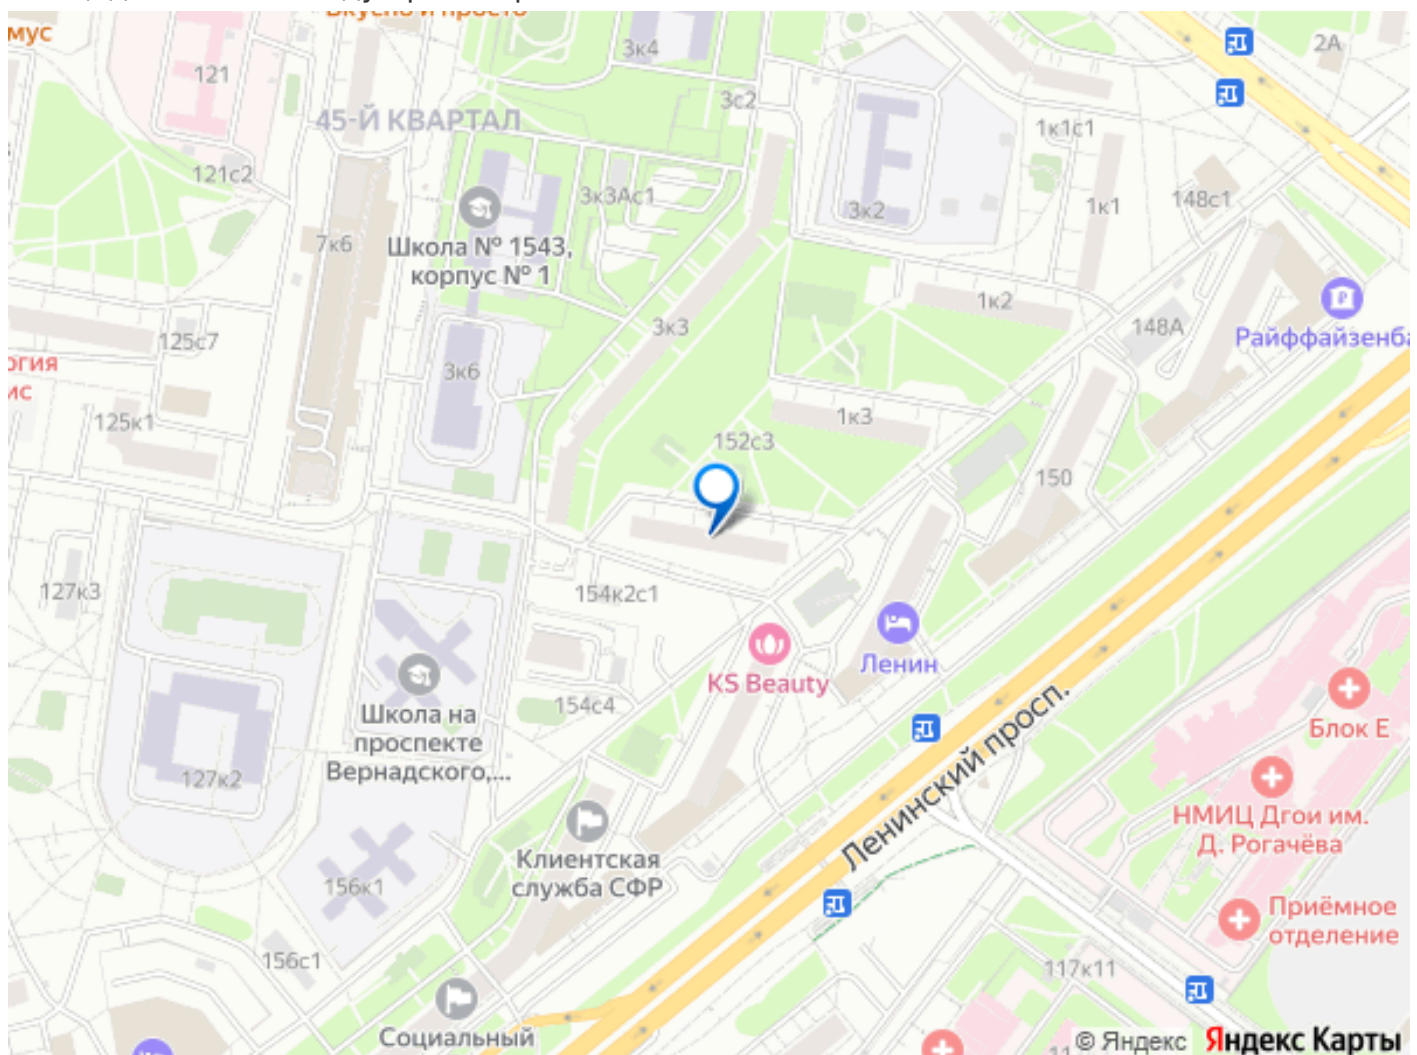 Вкусно и просто
мус
3к4
2А
121
3с2
45-Й КВАРТАЛ
1к1с1
121с2
3к3Ас1
3к2
1к1
148с1
7к6
Школа № 1543,
корпус № 1
1к2
3к3
148А
Райффайзенба
125с7
огия
ис
3к6
125к1
1к3
152с3
150
127к3
154к2с1
Ленин
KS Beauty
154с4
Школа на
проспекте
Вернадского,...
127к2
Ленинский просп.
Блок Е
НМИЦ Дгои им.
Д. Рогачёва
Клиентская
служба СФР
156к1
Приёмное
отделение
156с1
117к11
Социальный
© Яндекс Яндекс Карты